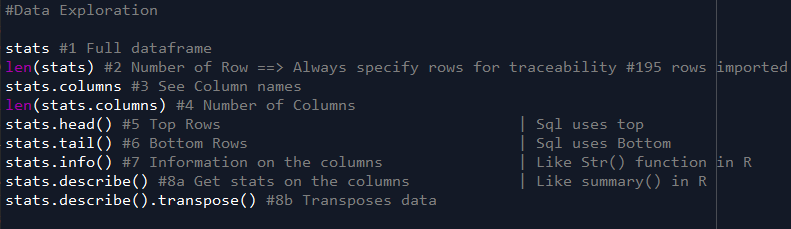 #Data Exploration
stats #1 Full dataframe
len(stats) #2 Number of Row ==> Always specify rows for traceability #195 rows imported
stats.columns #3 See Column names
len(stats.columns) #4 Number of Columns
stats.head() #5 Top Rows | Sql uses top
stats.tail() #6 Bottom Rows | Sql uses Bottom
stats.info() #7 Information on the columns | Like Str() function in R
stats.describe() #8a Get stats on the columns | Like summary() in R
stats.describe().transpose() #8b Transposes data